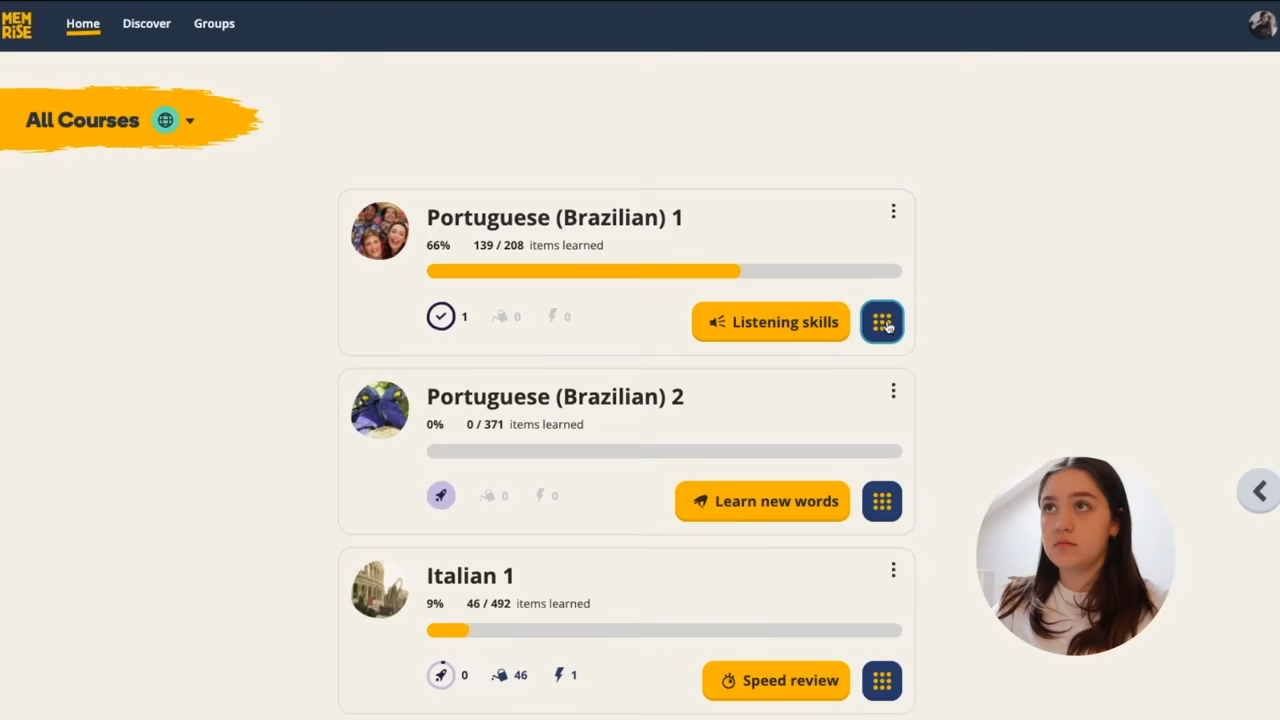 MEM
RiSE
Home Discover Groups
All Courses
Portuguese (Brazilian) 1
66% 139 / 208 items learned
1 0 0
Listening skills
Portuguese (Brazilian) 2
0% 0 / 371 items learned
0 0
Learn new words
Italian 1
9% 46 / 492 items learned
0 46 1
Speed review